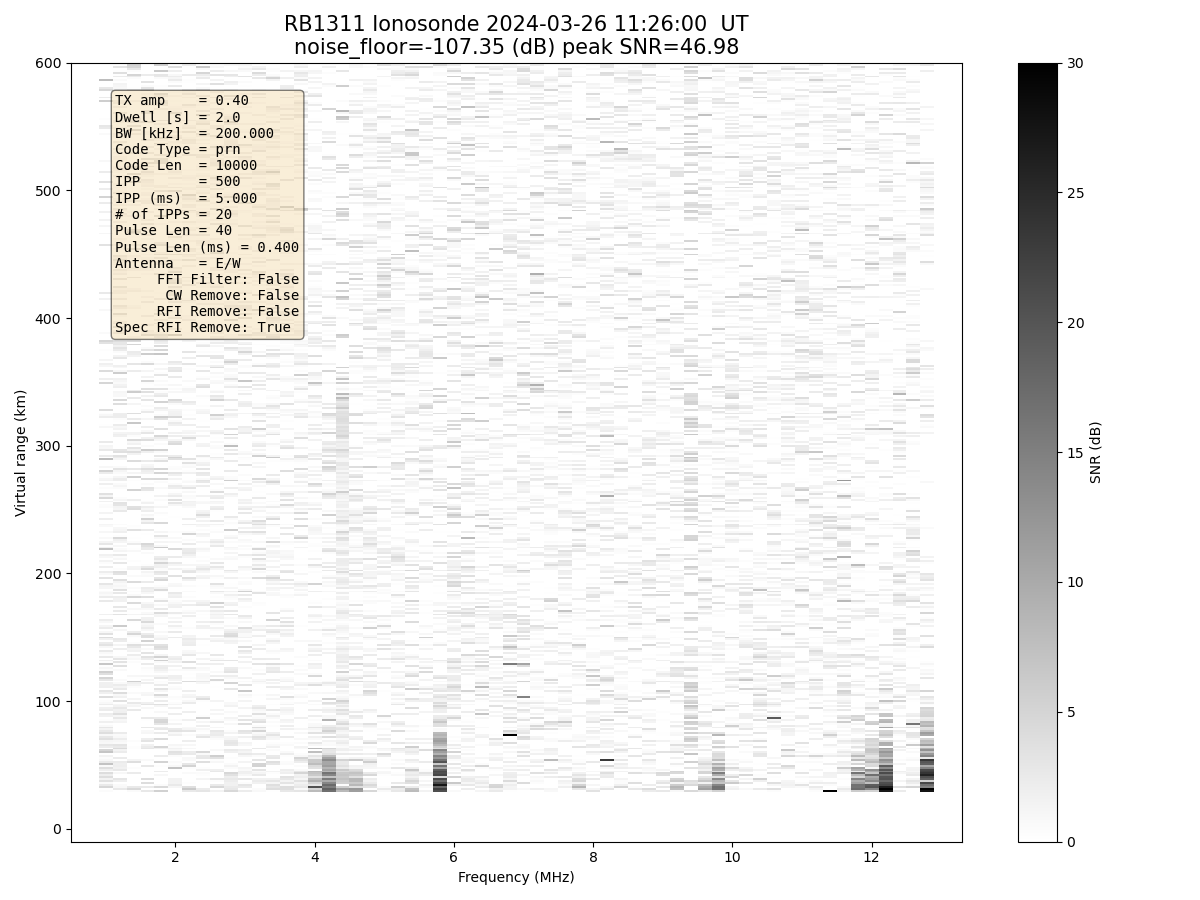 RB1311 Ionosonde 2024-03-26 11:26:00  UT
noise_floor=-107.35 (dB) peak SNR=46.98
600
500
400
300
200
100
0
Virtual range (km)
TX amp    = 0.40
Dwell [s] = 2.0
BW [kHz]  = 200.000
Code Type = prn
Code Len  = 10000
IPP       = 500
IPP (ms)  = 5.000
# of IPPs = 20
Pulse Len = 40
Pulse Len (ms) = 0.400
Antenna   = E/W
FFT Filter: False
CW Remove: False
RFI Remove: False
Spec RFI Remove: True
2 4 6 8 10 12
Frequency (MHz)
30
25
20
15
10
5
0
SNR (dB)